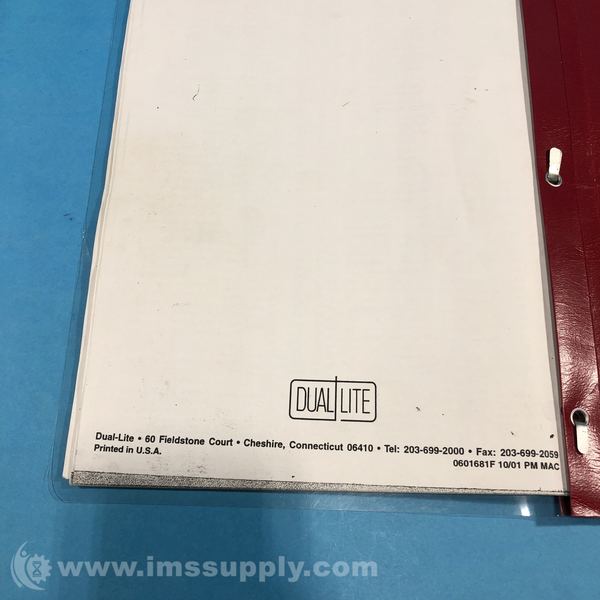 DUAL LITE
Dual-Lite • 60 Fieldstone Court • Cheshire, Connecticut 06410 • Tel: 203-699-2000 • Fax: 203-699-2059
Printed in U.S.A.
0601681F 10/01 PM MAC
www.imssupply.com